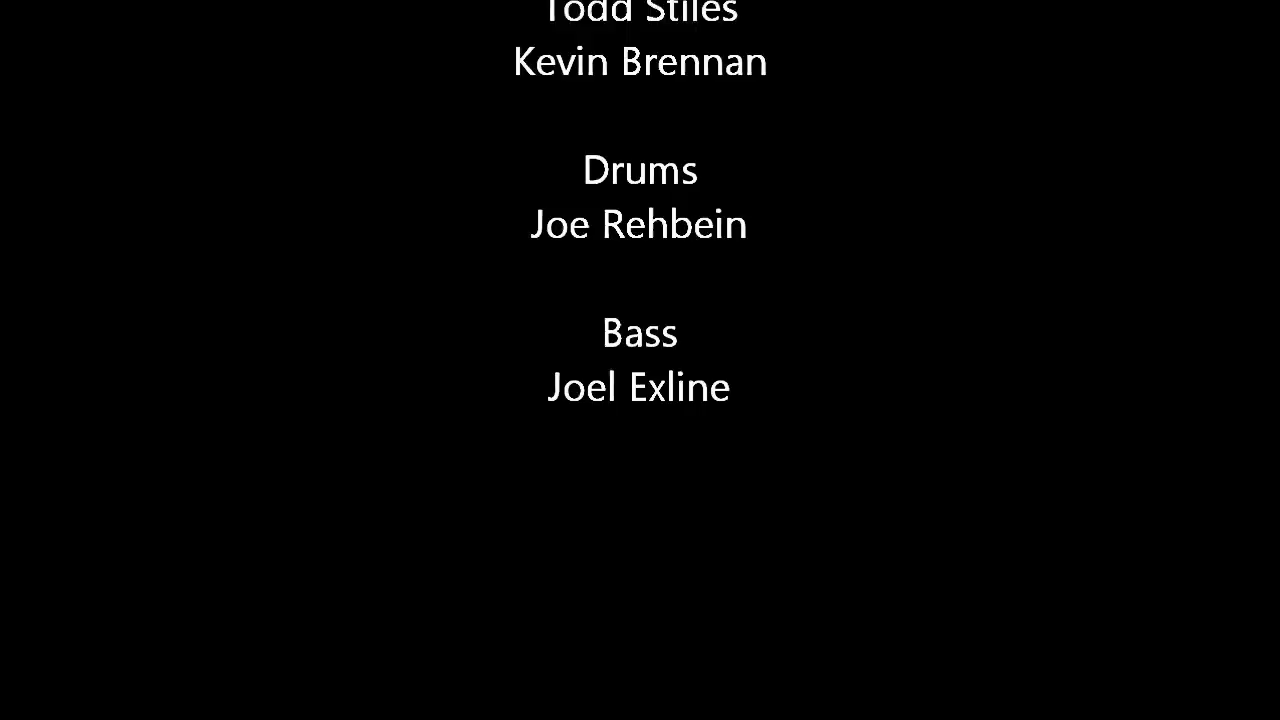 Todd Stiles
Kevin Brennan
Drums
Joe Rehbein
Bass
Joel Exline